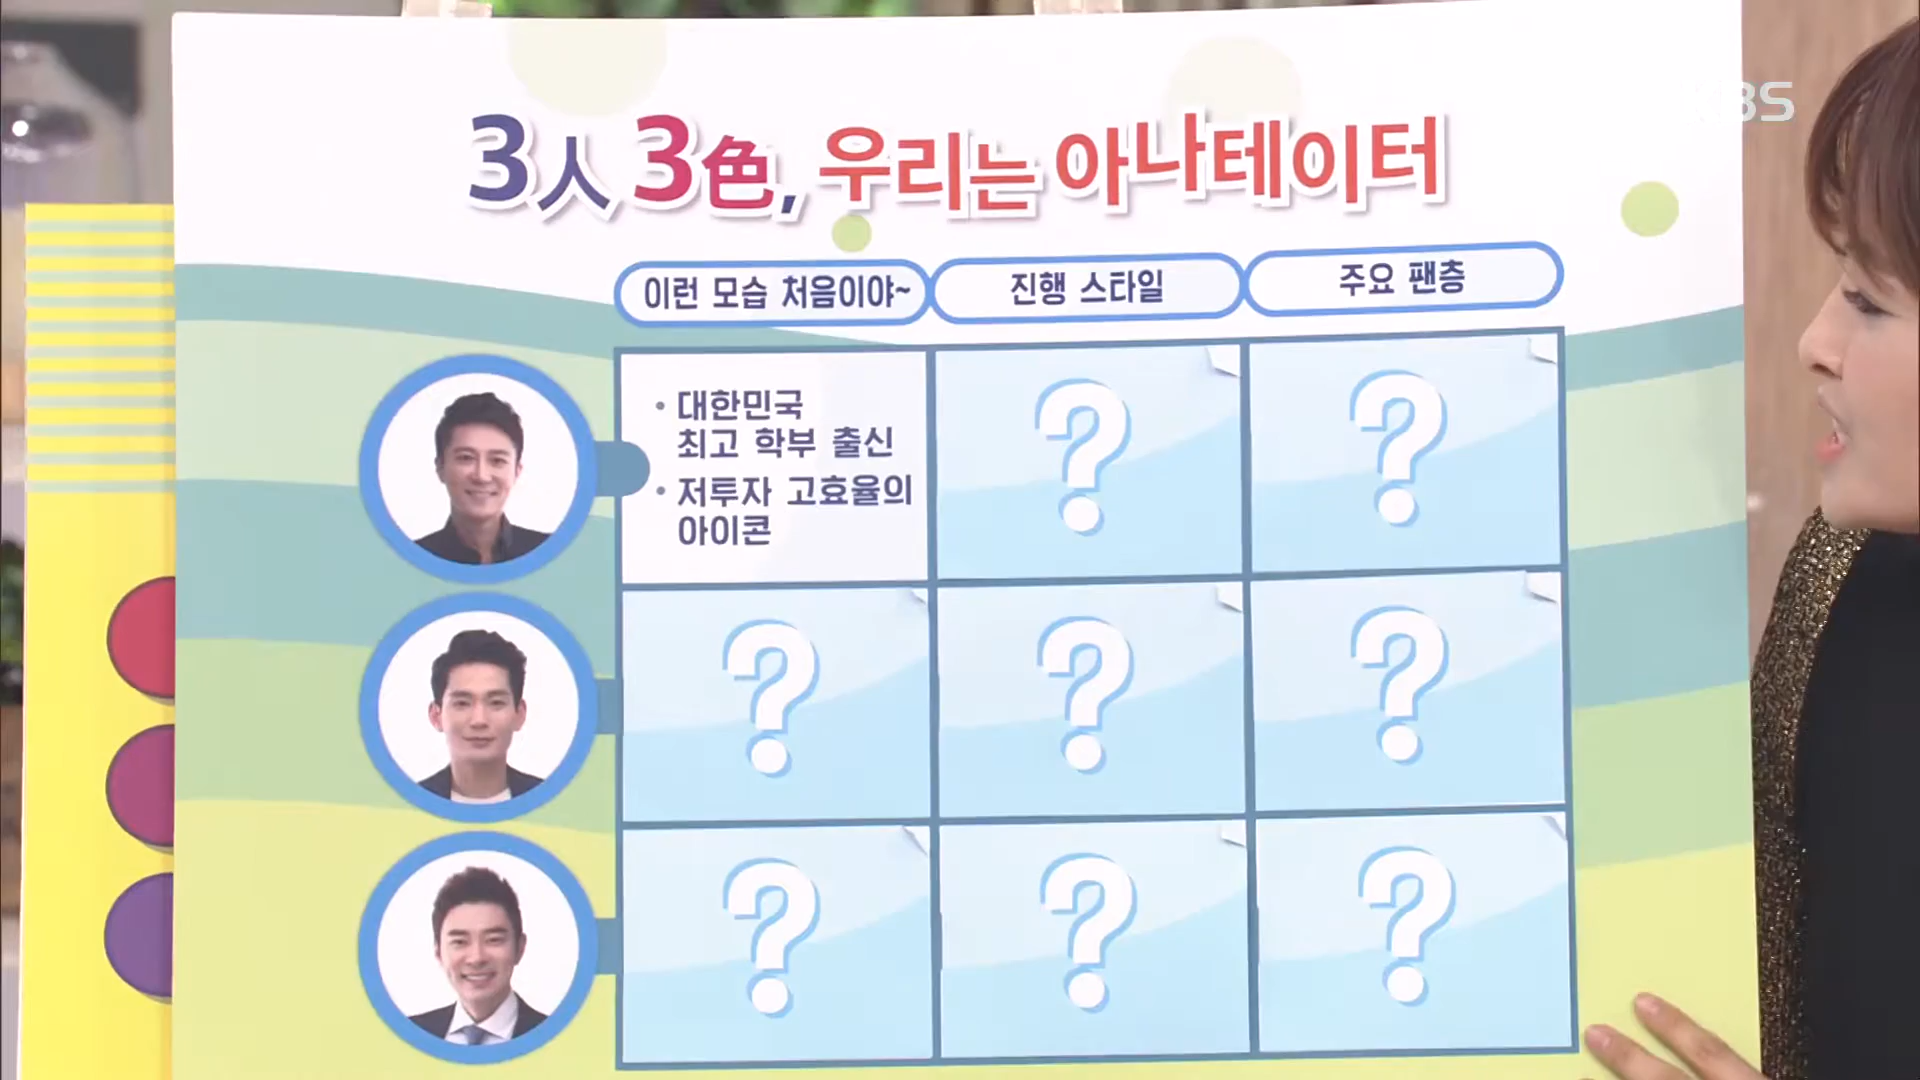 KBS
3人 3色, 우리는 아나테이터
이런 모습 처음이야~
진행 스타일
주요 팬층
• 대한민국
최고 학부 출신
• 저투자 고효율의
아이콘
?
?
?
?
?
?
?
?